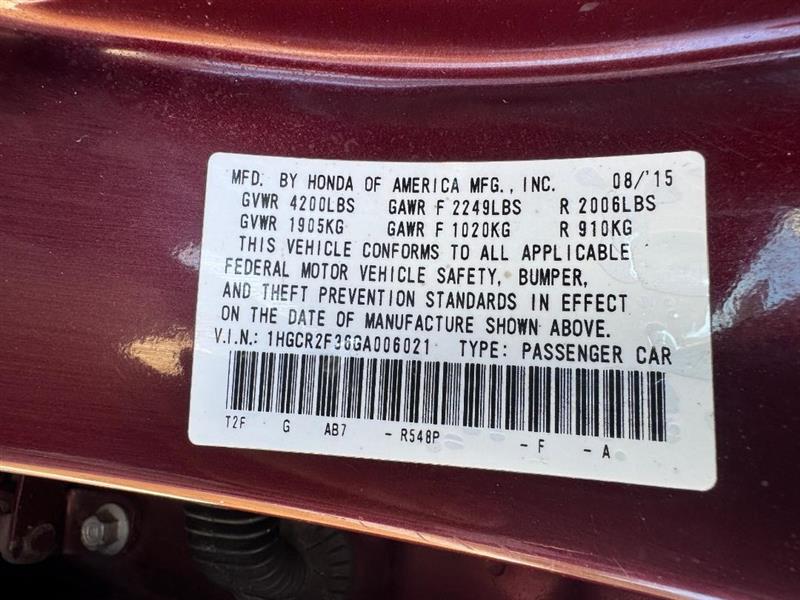 MFD. BY HONDA OF AMERICA MFG., INC. 08/'15
GVWR 4200LBS GAWR F 2249LBS R 2006LBS
GVWR 1905KG GAWR F 1020KG R 910KG
THIS VEHICLE CONFORMS TO ALL APPLICABLE
FEDERAL MOTOR VEHICLE SAFETY, BUMPER,
AND THEFT PREVENTION STANDARDS IN EFFECT
ON THE DATE OF MANUFACTURE SHOWN ABOVE.
V.I.N.: 1HGCR2F36GA006021 TYPE: PASSENGER CAR
T2F G AB7 - R548P - F - A